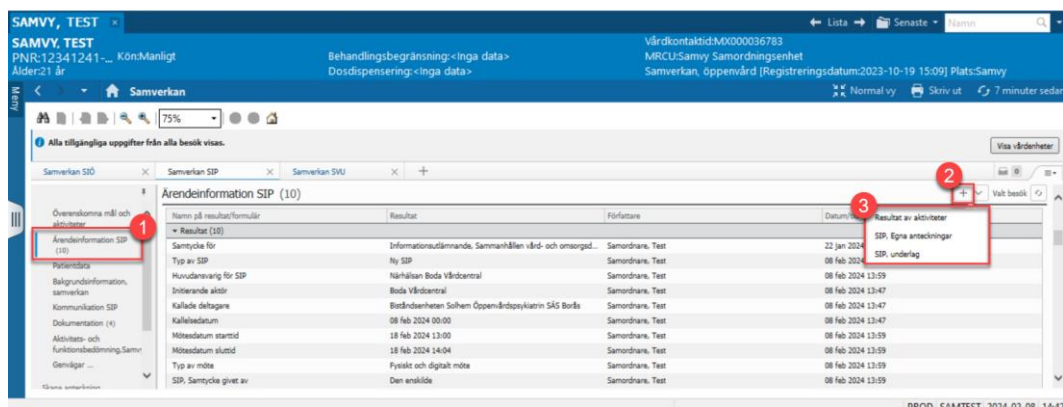 SAMVY, TEST ×
← Lista → Senaste Namn
SAMVY, TEST
PNR:12341241-... Kön:Manligt
Ålder:21 år
Behandlingsbegränsning:<Inga data>
Dosdispensering:<Inga data>
Vårdkontaktid:MX000036783
MRCU:Samvy Samordningsenhet
Samverkan, öppenvård [Registreringsdatum:2023-10-19 15:09] Plats:Samvy
Meny
Samverkan
Normal vy Skriv ut 7 minuter sedan
75%
Alla tillgängliga uppgifter från alla besök visas.
Visa vårdenheter
Samverkan SIÖ × Samverkan SIP × Samverkan SVU × +
0
Överenskomna mål och aktiviteter
1
Ärendeinformation SIP
(10)
Patientdata
Bakgrundsinformation,
samverkan
Kommunikation SIP
Dokumentation (4)
Aktivitets- och
funktionsbedömning,Samvy
Genvägar ...
Skapa anteckning
Ärendeinformation SIP (10)
2
+ Valt besök
3
Resultat av aktiviteter
SIP, Egna anteckningar
SIP, underlag
Namn på resultat/formulär Resultat Författare
Resultat (10)
Samtycke för Informationsutlämnande, Sammanhållen vård- och omsorgsd... Samordnare, Test 22 jan 2024
Typ av SIP Ny SIP Samordnare, Test 08 feb 2024
Huvudansvarig för SIP Närhälsan Boda Vårdcentral Samordnare, Test 08 feb 2024 13:59
Initierande aktör Boda Vårdcentral Samordnare, Test 08 feb 2024 13:47
Kallade deltagare Biståndsenheten Solhem Öppenvårdspsykiatrin SÄS Borås Samordnare, Test 08 feb 2024 13:47
Kallelsedatum 08 feb 2024 00:00 Samordnare, Test 08 feb 2024 13:47
Mötesdatum starttid 18 feb 2024 13:00 Samordnare, Test 08 feb 2024 13:59
Mötesdatum sluttid 18 feb 2024 14:04 Samordnare, Test 08 feb 2024 13:59
Typ av möte Fysiskt och digitalt möte Samordnare, Test 08 feb 2024 13:59
SIP, Samtycke givet av Den enskilde Samordnare, Test 08 feb 2024 13:59
PROD SAMTEST 2024-02-08